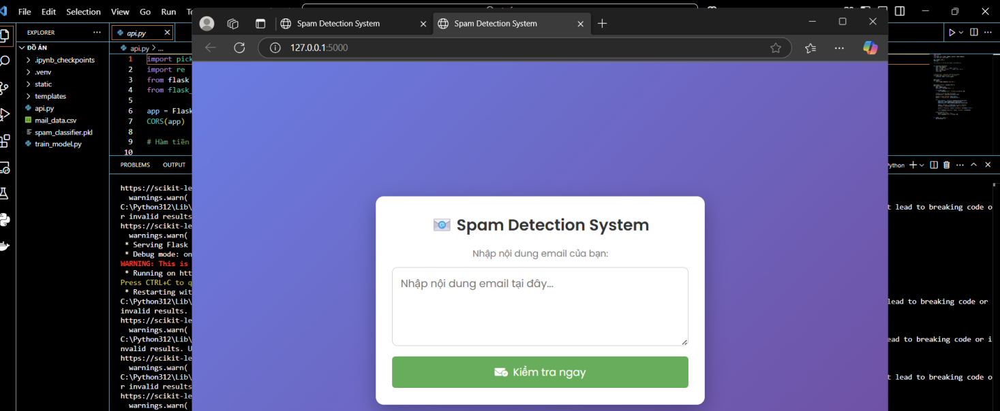 File Edit Selection View Go Run
Spam Detection System
Spam Detection System
127.0.0.1:5000
EXPLORER
ĐỒ ÁN
.ipynb_checkpoints
.venv
static
templates
api.py
mail_data.csv
spam_classifier.pkl
train_model.py
api.py
api.py > ...
1 import pick
2 import re
3 from flask
4 from flask_
5
6 app = Flask
7 CORS(app)
8
9 # Hàm tiền
10
PROBLEMS OUTPUT
ython
https://scikit-le
warnings.warn(
C:\Python312\Lib\
t lead to breaking code o
r invalid results
https://scikit-le
warnings.warn(
* Serving Flask
* Debug mode: on
WARNING: This is
* Running on htt
Press CTRL+C to q
* Restarting wit
C:\Python312\Lib\
lead to breaking code or
invalid results.
https://scikit-le
warnings.warn(
C:\Python312\Lib\
ead to breaking code or i
nvalid results. U
https://scikit-le
warnings.warn(
C:\Python312\Lib\
t lead to breaking code o
r invalid results
https://scikit-le
warnings.warn(
Spam Detection System
Nhập nội dung email của bạn:
Nhập nội dung email tại đây...
Kiểm tra ngay